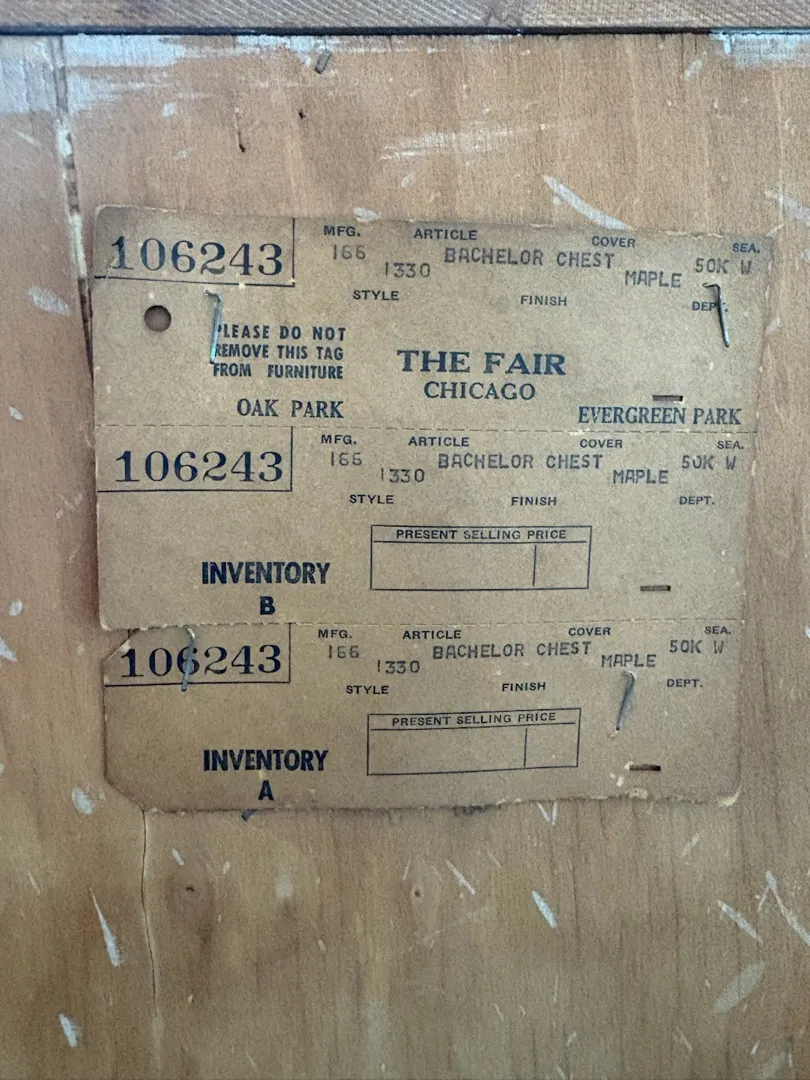 106243 MFG. ARTICLE COVER SEA.
166 1330 BACHELOR CHEST MAPLE 50K W
STYLE FINISH DEPT.
PLEASE DO NOT
REMOVE THIS TAG
FROM FURNITURE
THE FAIR
CHICAGO
OAK PARK EVERGREEN PARK
106243 MFG. ARTICLE COVER SEA.
166 1330 BACHELOR CHEST MAPLE 50K W
STYLE FINISH DEPT.
PRESENT SELLING PRICE
INVENTORY
B
106243 MFG. ARTICLE COVER SEA.
166 1330 BACHELOR CHEST MAPLE 50K W
STYLE FINISH DEPT.
PRESENT SELLING PRICE
INVENTORY
A